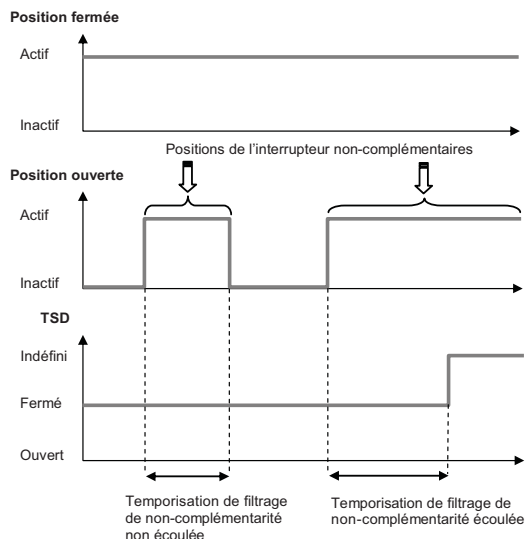 Position fermée
Actif
Inactif
Positions de l'interrupteur non-complémentaires
Position ouverte
Actif
Inactif
TSD
Indéfini
Fermé
Ouvert
Temporisation de filtrage
de non-complémentarité
non écoulée
Temporisation de filtrage de
non-complémentarité écoulée